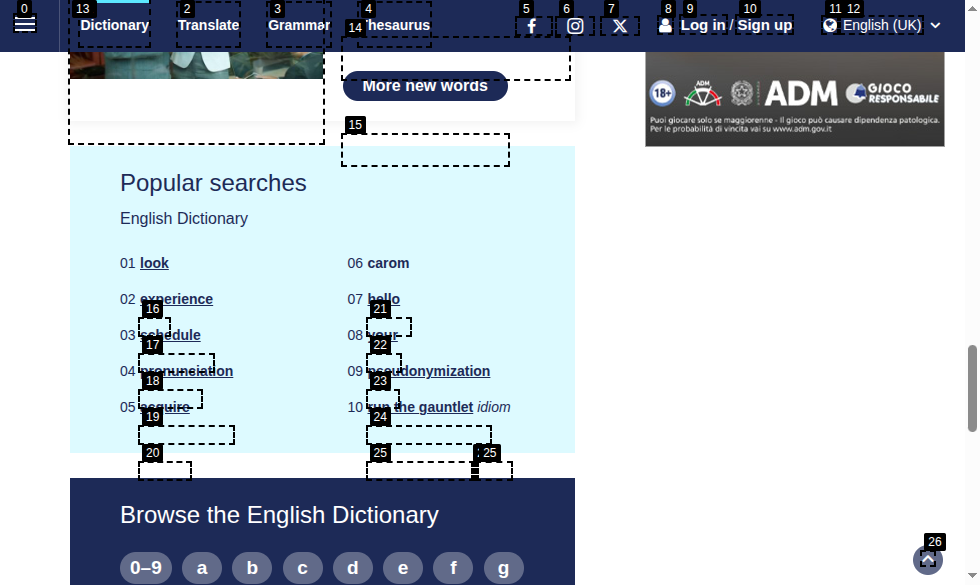 0 13 2 3 4 14 5 6 7 8 9 10 11 12
Dictionary Translate Grammar Thesaurus Log in / Sign up English (UK)
More new words
15
18+ ADM ADM GIOCO RESPONSABILE
Puoi giocare solo se maggiorenne - Il gioco può causare dipendenza patologica.
Per le probabilità di vincita vai su www.adm.gov.it
Popular searches
English Dictionary
01 look
02 experience
16
03 schedule
17
04 pronunciation
18
05 acquire
19
20
06 carom
07 hello
21
08 your
22
09 pseudonymization
23
10 run the gauntlet idiom
24
25 25
Browse the English Dictionary
0–9 a b c d e f g
26